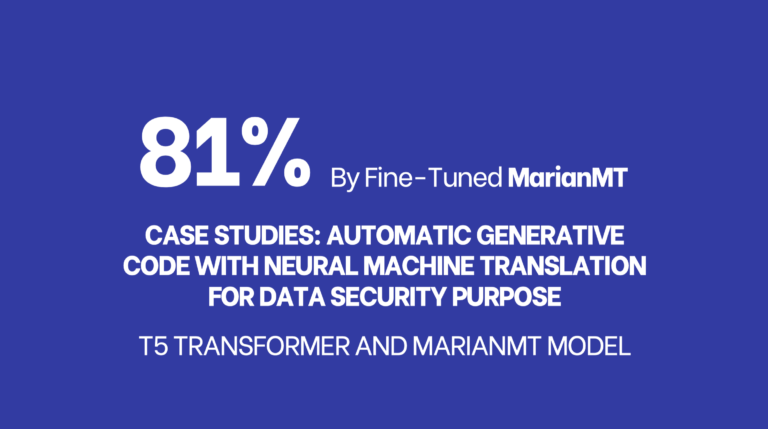 81% By Fine-Tuned MarianMT
CASE STUDIES: AUTOMATIC GENERATIVE
CODE WITH NEURAL MACHINE TRANSLATION
FOR DATA SECURITY PURPOSE
T5 TRANSFORMER AND MARIANMT MODEL